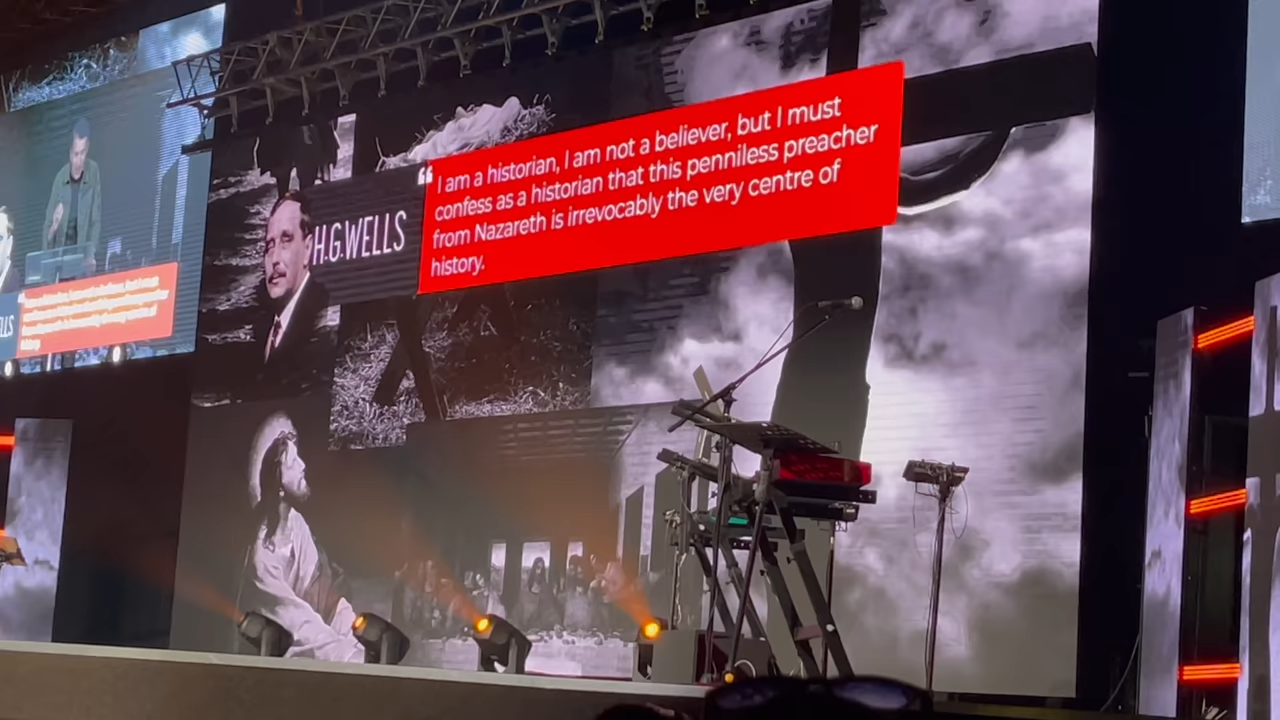 H.G.WELLS
“ I am a historian, I am not a believer, but I must
confess as a historian that this penniless preacher
from Nazareth is irrevocably the very centre of
history.